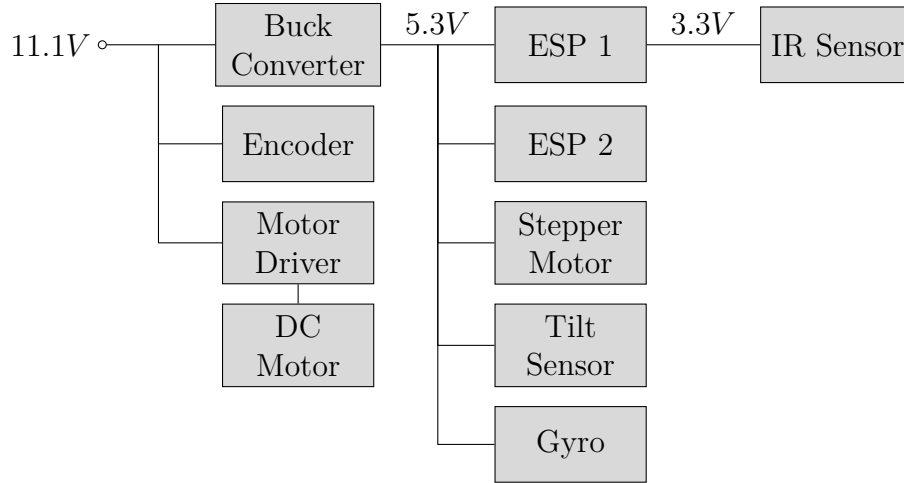 11.1V
Buck
Converter
5.3V
ESP 1
3.3V
IR Sensor
Encoder
ESP 2
Motor
Driver
Stepper
Motor
DC
Motor
Tilt
Sensor
Gyro